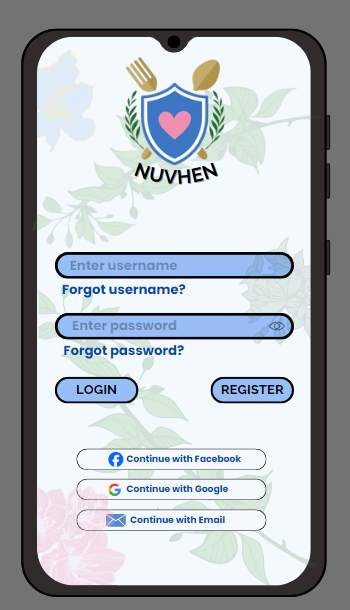 NUVHEN
Enter username
Forgot username?
Enter password
Forgot password?
LOGIN REGISTER
Continue with Facebook
Continue with Google
Continue with Email